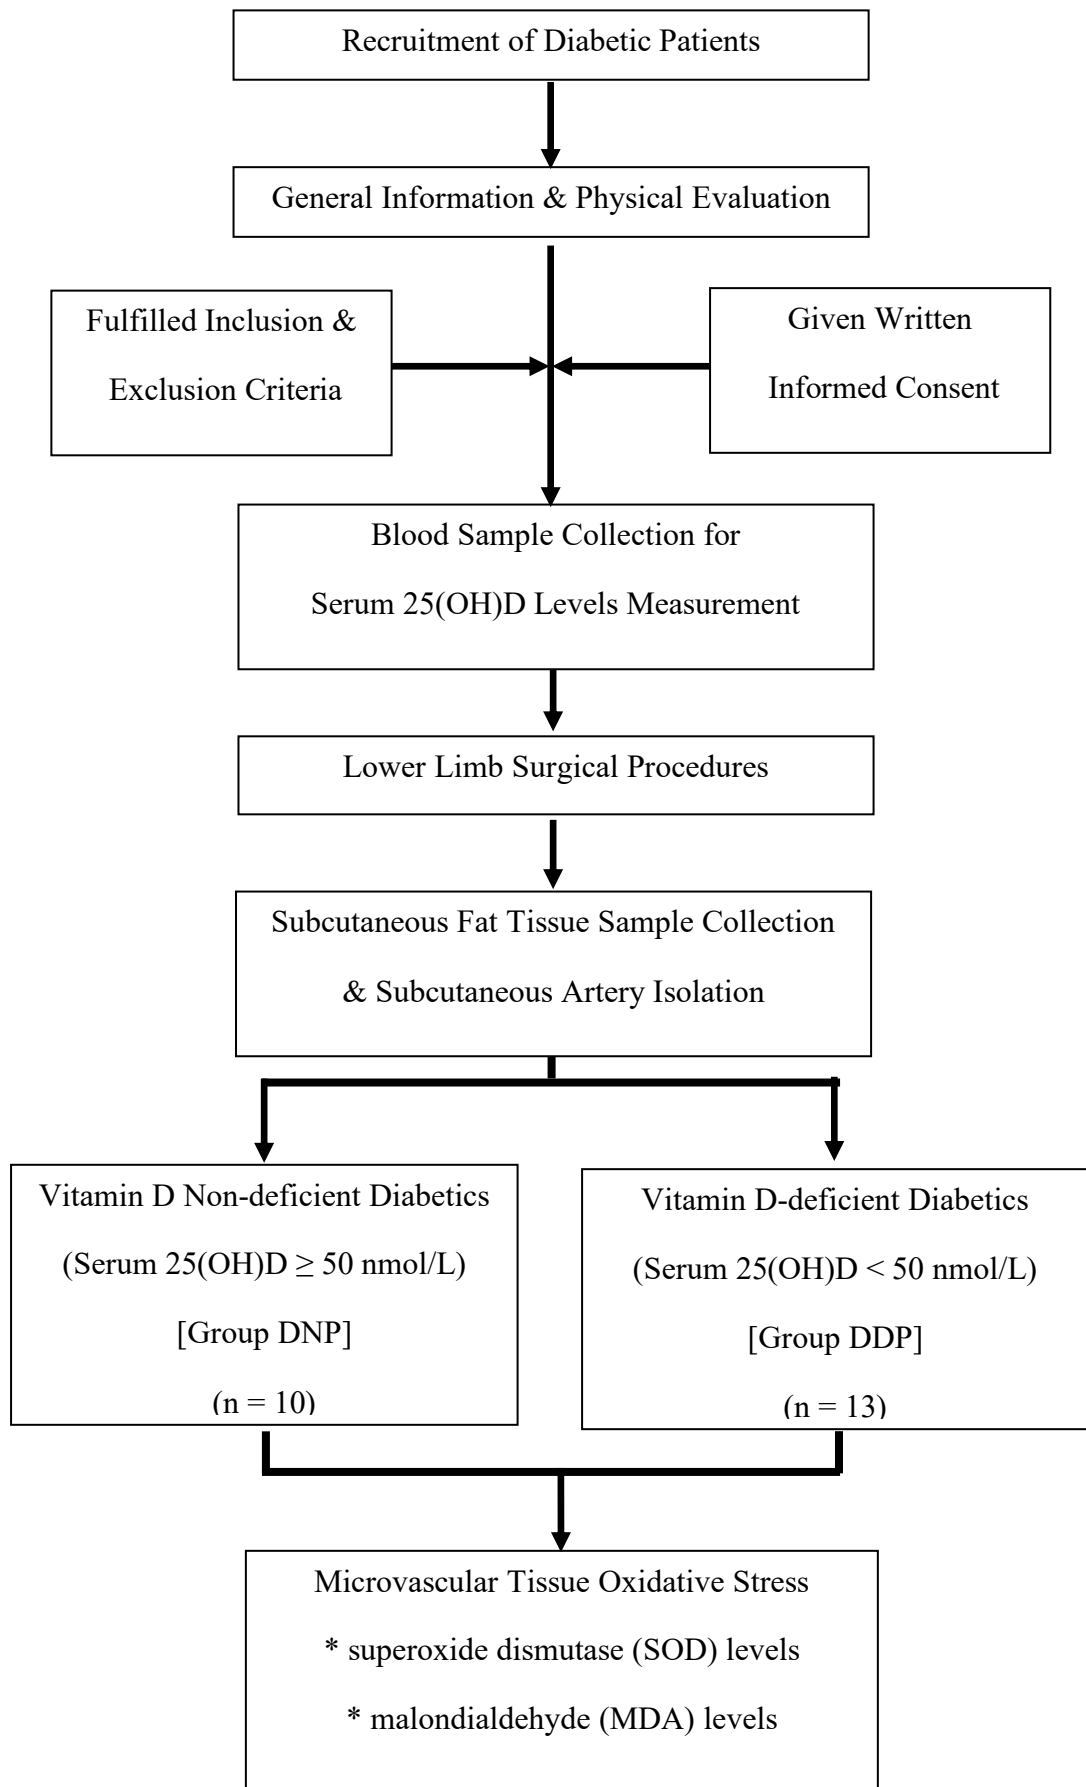 Recruitment of Diabetic Patients
General Information & Physical Evaluation
Fulfilled Inclusion &
Exclusion Criteria
Given Written
Informed Consent
Blood Sample Collection for
Serum 25(OH)D Levels Measurement
Lower Limb Surgical Procedures
Subcutaneous Fat Tissue Sample Collection
& Subcutaneous Artery Isolation
Vitamin D Non-deficient Diabetics
(Serum 25(OH)D ≥ 50 nmol/L)
[Group DNP]
(n = 10)
Vitamin D-deficient Diabetics
(Serum 25(OH)D < 50 nmol/L)
[Group DDP]
(n = 13)
Microvascular Tissue Oxidative Stress
* superoxide dismutase (SOD) levels
* malondialdehyde (MDA) levels